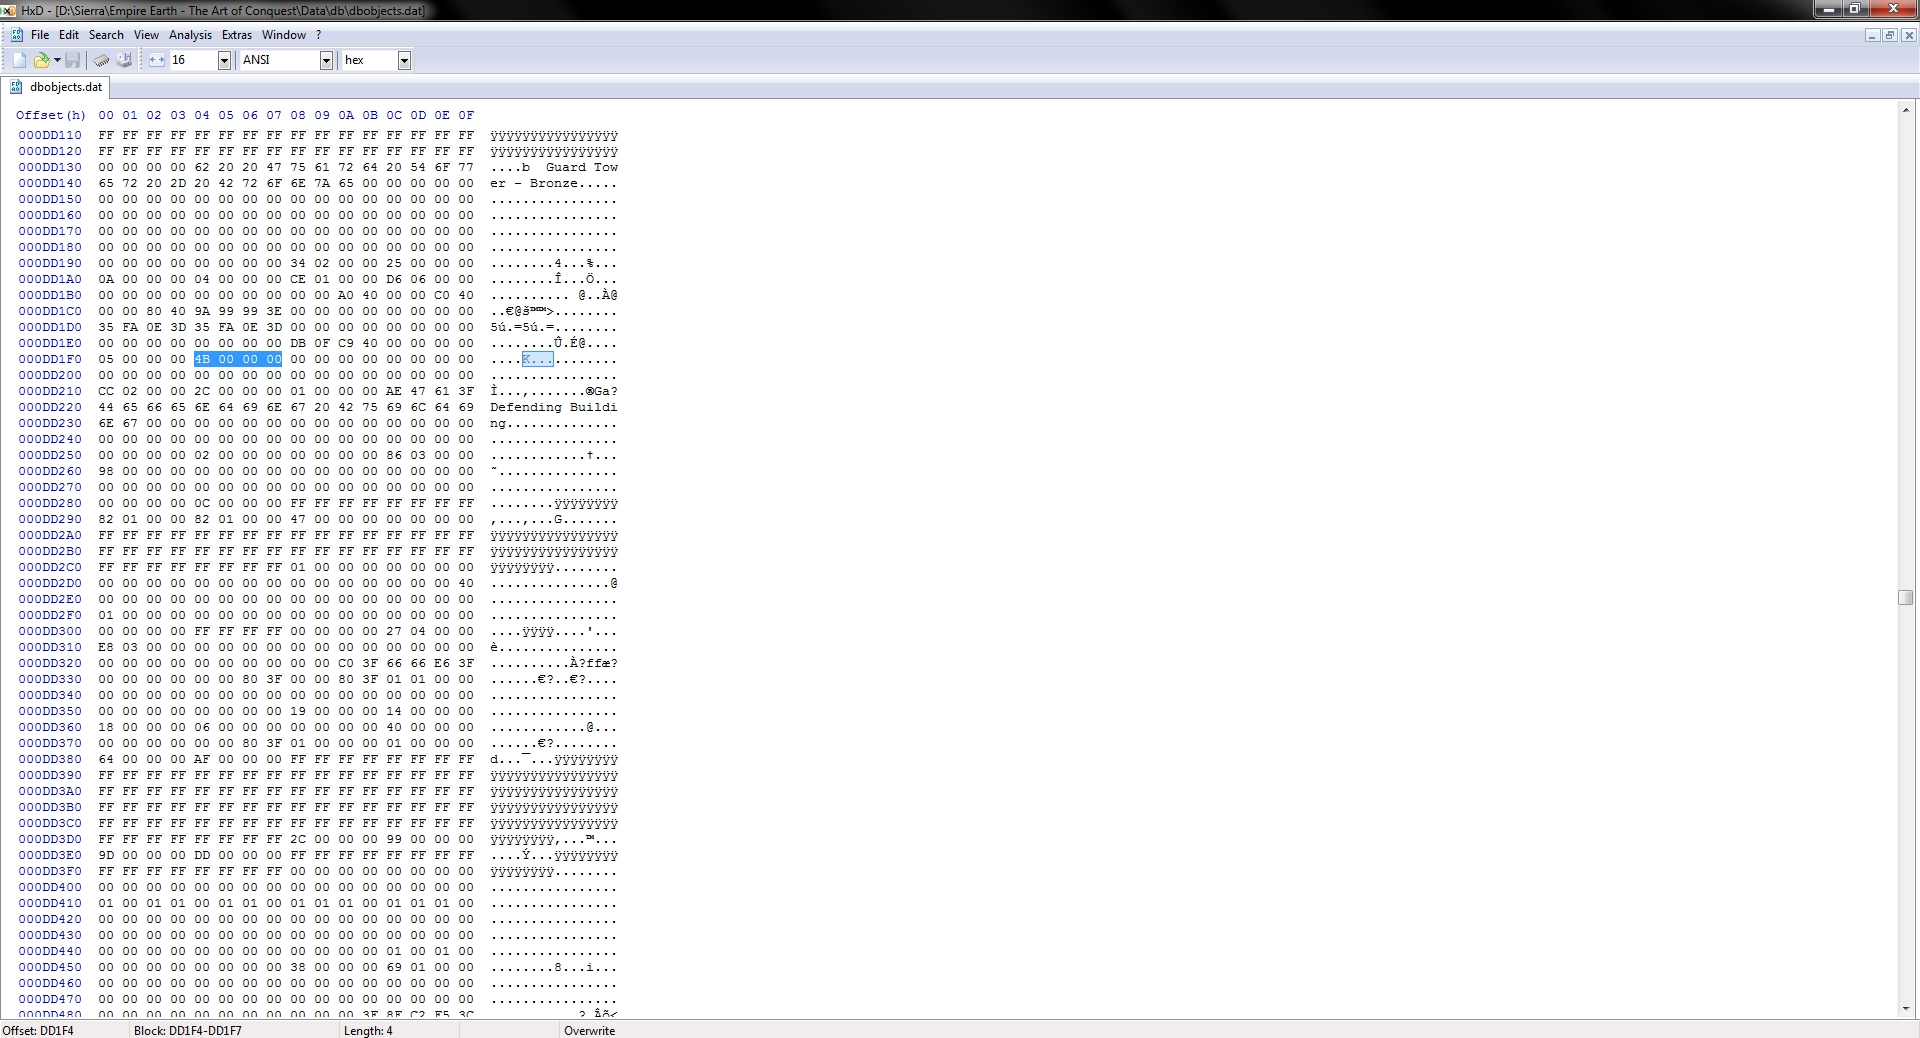 HxD - [D:\Sierra\Empire Earth - The Art of Conquest\Data\db\dbobjects.dat]
File Edit Search View Analysis Extras Window ?
16 ANSI hex
dbobjects.dat
Offset(h) 00 01 02 03 04 05 06 07 08 09 0A 0B 0C 0D 0E 0F
000DD110 FF FF FF FF FF FF FF FF FF FF FF FF FF FF FF FF ÿÿÿÿÿÿÿÿÿÿÿÿÿÿÿÿ
000DD120 FF FF FF FF FF FF FF FF FF FF FF FF FF FF FF FF ÿÿÿÿÿÿÿÿÿÿÿÿÿÿÿÿ
000DD130 00 00 00 00 62 20 20 47 75 61 72 64 20 54 6F 77 ....b  Guard Tow
000DD140 65 72 20 2D 20 42 72 6F 6E 7A 65 00 00 00 00 00 er - Bronze.....
000DD150 00 00 00 00 00 00 00 00 00 00 00 00 00 00 00 00 ................
000DD160 00 00 00 00 00 00 00 00 00 00 00 00 00 00 00 00 ................
000DD170 00 00 00 00 00 00 00 00 00 00 00 00 00 00 00 00 ................
000DD180 00 00 00 00 00 00 00 00 00 00 00 00 00 00 00 00 ................
000DD190 00 00 00 00 00 00 00 00 34 02 00 00 25 00 00 00 ........4...%...
000DD1A0 0A 00 00 00 04 00 00 00 CE 01 00 00 D6 06 00 00 ........Î...Ö...
000DD1B0 00 00 00 00 00 00 00 00 00 00 A0 40 00 00 C0 40 .......... @..À@
000DD1C0 00 00 80 40 9A 99 99 3E 00 00 00 00 00 00 00 00 ..€@š™™>........
000DD1D0 35 FA 0E 3D 35 FA 0E 3D 00 00 00 00 00 00 00 00 5ú.=5ú.=........
000DD1E0 00 00 00 00 00 00 00 00 DB 0F C9 40 00 00 00 00 ........Û.É@....
000DD1F0 05 00 00 00 4B 00 00 00 00 00 00 00 00 00 00 00 ....K...........
000DD200 00 00 00 00 00 00 00 00 00 00 00 00 00 00 00 00 ................
000DD210 CC 02 00 00 2C 00 00 00 01 00 00 00 AE 47 61 3F Ì...,.......®Ga?
000DD220 44 65 66 65 6E 64 69 6E 67 20 42 75 69 6C 64 69 Defending Buildi
000DD230 6E 67 00 00 00 00 00 00 00 00 00 00 00 00 00 00 ng..............
000DD240 00 00 00 00 00 00 00 00 00 00 00 00 00 00 00 00 ................
000DD250 00 00 00 00 02 00 00 00 00 00 00 00 86 03 00 00 ............†...
000DD260 98 00 00 00 00 00 00 00 00 00 00 00 00 00 00 00 ˜...............
000DD270 00 00 00 00 00 00 00 00 00 00 00 00 00 00 00 00 ................
000DD280 00 00 00 00 0C 00 00 00 FF FF FF FF FF FF FF FF ........ÿÿÿÿÿÿÿÿ
000DD290 82 01 00 00 82 01 00 00 47 00 00 00 00 00 00 00 ‚...‚...G.......
000DD2A0 FF FF FF FF FF FF FF FF FF FF FF FF FF FF FF FF ÿÿÿÿÿÿÿÿÿÿÿÿÿÿÿÿ
000DD2B0 FF FF FF FF FF FF FF FF FF FF FF FF FF FF FF FF ÿÿÿÿÿÿÿÿÿÿÿÿÿÿÿÿ
000DD2C0 FF FF FF FF FF FF FF FF 01 00 00 00 00 00 00 00 ÿÿÿÿÿÿÿÿ........
000DD2D0 00 00 00 00 00 00 00 00 00 00 00 00 00 00 00 40 ...............@
000DD2E0 00 00 00 00 00 00 00 00 00 00 00 00 00 00 00 00 ................
000DD2F0 01 00 00 00 00 00 00 00 00 00 00 00 00 00 00 00 ................
000DD300 00 00 00 00 FF FF FF FF 00 00 00 00 27 04 00 00 ....ÿÿÿÿ....'...
000DD310 E8 03 00 00 00 00 00 00 00 00 00 00 00 00 00 00 è...............
000DD320 00 00 00 00 00 00 00 00 00 00 C0 3F 66 66 E6 3F ..........À?ffæ?
000DD330 00 00 00 00 00 00 80 3F 00 00 80 3F 01 01 00 00 ......€?..€?....
000DD340 00 00 00 00 00 00 00 00 00 00 00 00 00 00 00 00 ................
000DD350 00 00 00 00 00 00 00 00 19 00 00 00 14 00 00 00 ................
000DD360 18 00 00 00 06 00 00 00 00 00 00 00 40 00 00 00 ............@...
000DD370 00 00 00 00 00 00 80 3F 01 00 00 00 01 00 00 00 ......€?........
000DD380 64 00 00 00 AF 00 00 00 FF FF FF FF FF FF FF FF d...¯...ÿÿÿÿÿÿÿÿ
000DD390 FF FF FF FF FF FF FF FF FF FF FF FF FF FF FF FF ÿÿÿÿÿÿÿÿÿÿÿÿÿÿÿÿ
000DD3A0 FF FF FF FF FF FF FF FF FF FF FF FF FF FF FF FF ÿÿÿÿÿÿÿÿÿÿÿÿÿÿÿÿ
000DD3B0 FF FF FF FF FF FF FF FF FF FF FF FF FF FF FF FF ÿÿÿÿÿÿÿÿÿÿÿÿÿÿÿÿ
000DD3C0 FF FF FF FF FF FF FF FF FF FF FF FF FF FF FF FF ÿÿÿÿÿÿÿÿÿÿÿÿÿÿÿÿ
000DD3D0 FF FF FF FF FF FF FF FF 2C 00 00 00 99 00 00 00 ÿÿÿÿÿÿÿÿ,...™...
000DD3E0 9D 00 00 00 DD 00 00 00 FF FF FF FF FF FF FF FF ....Ý...ÿÿÿÿÿÿÿÿ
000DD3F0 FF FF FF FF FF FF FF FF 00 00 00 00 00 00 00 00 ÿÿÿÿÿÿÿÿ........
000DD400 00 00 00 00 00 00 00 00 00 00 00 00 00 00 00 00 ................
000DD410 01 00 01 01 00 01 01 00 01 01 01 00 01 01 01 00 ................
000DD420 00 00 00 00 00 00 00 00 00 00 00 00 00 00 00 00 ................
000DD430 00 00 00 00 00 00 00 00 00 00 00 00 00 00 00 00 ................
000DD440 00 00 00 00 00 00 00 00 00 00 00 00 01 00 01 00 ................
000DD450 00 00 00 00 00 00 00 00 38 00 00 00 69 01 00 00 ........8...i...
000DD460 00 00 00 00 00 00 00 00 00 00 00 00 00 00 00 00 ................
000DD470 00 00 00 00 00 00 00 00 00 00 00 00 00 00 00 00 ................
000DD480 00 00 00 00 00 00 00 00 00 00 00
Offset: DD1F4 Block: DD1F4-DD1F7 Length: 4 Overwrite